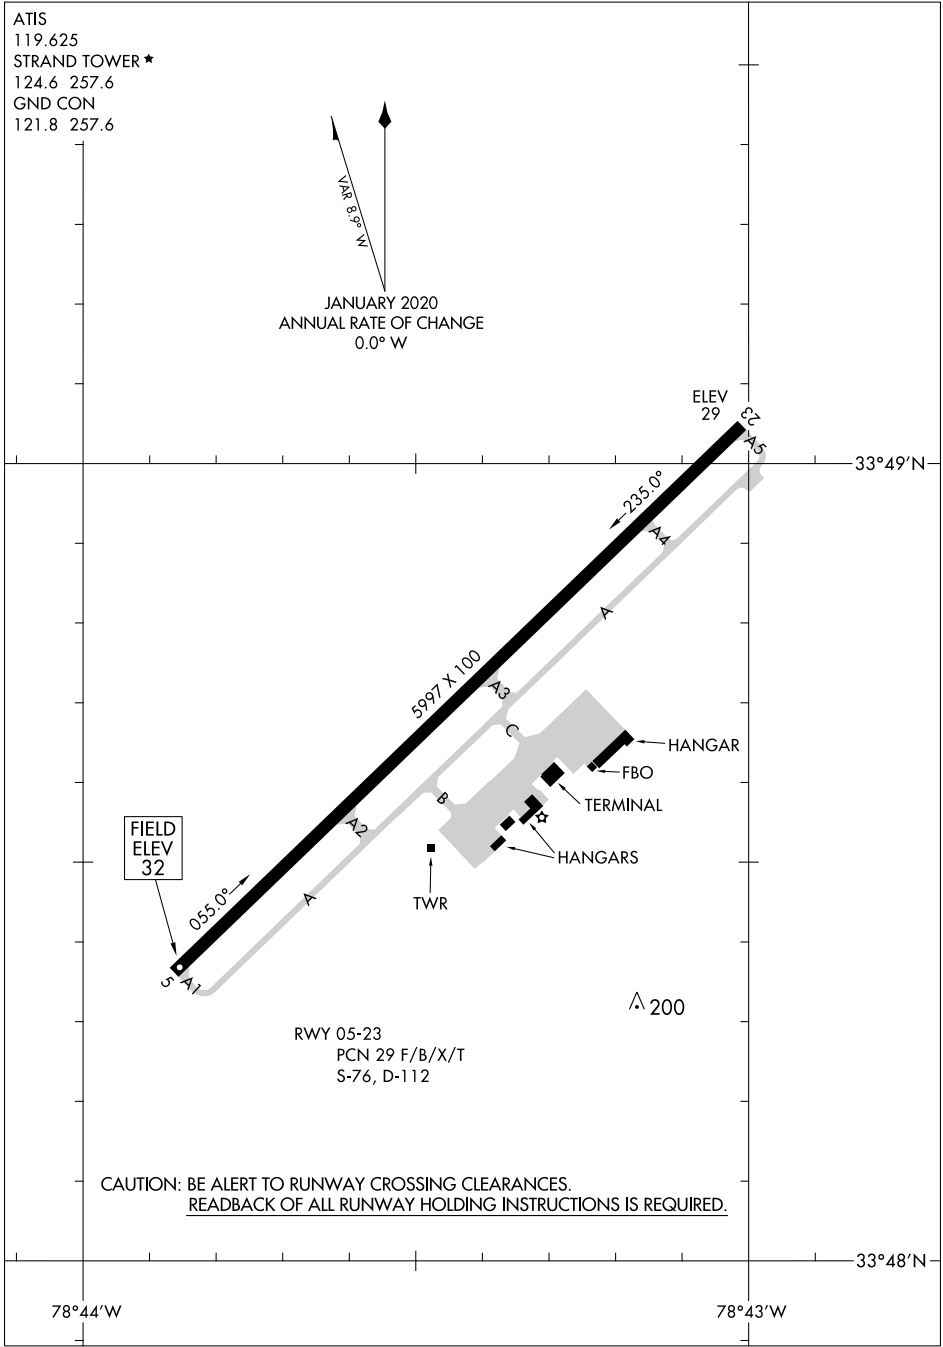 ATIS
119.625
STRAND TOWER ★
124.6 257.6
GND CON
121.8 257.6
VAR 8.9° W
JANUARY 2020
ANNUAL RATE OF CHANGE
0.0° W
ELEV
29
23
A5
33°49'N
235.0°
A4
A
5997 X 100
A3
C
HANGAR
FBO
B
TERMINAL
A2
FIELD
ELEV
32
HANGARS
TWR
A
055.0°
5
A1
200
RWY 05-23
PCN 29 F/B/X/T
S-76, D-112
CAUTION: BE ALERT TO RUNWAY CROSSING CLEARANCES.
READBACK OF ALL RUNWAY HOLDING INSTRUCTIONS IS REQUIRED.
33°48'N
78°44'W
78°43'W